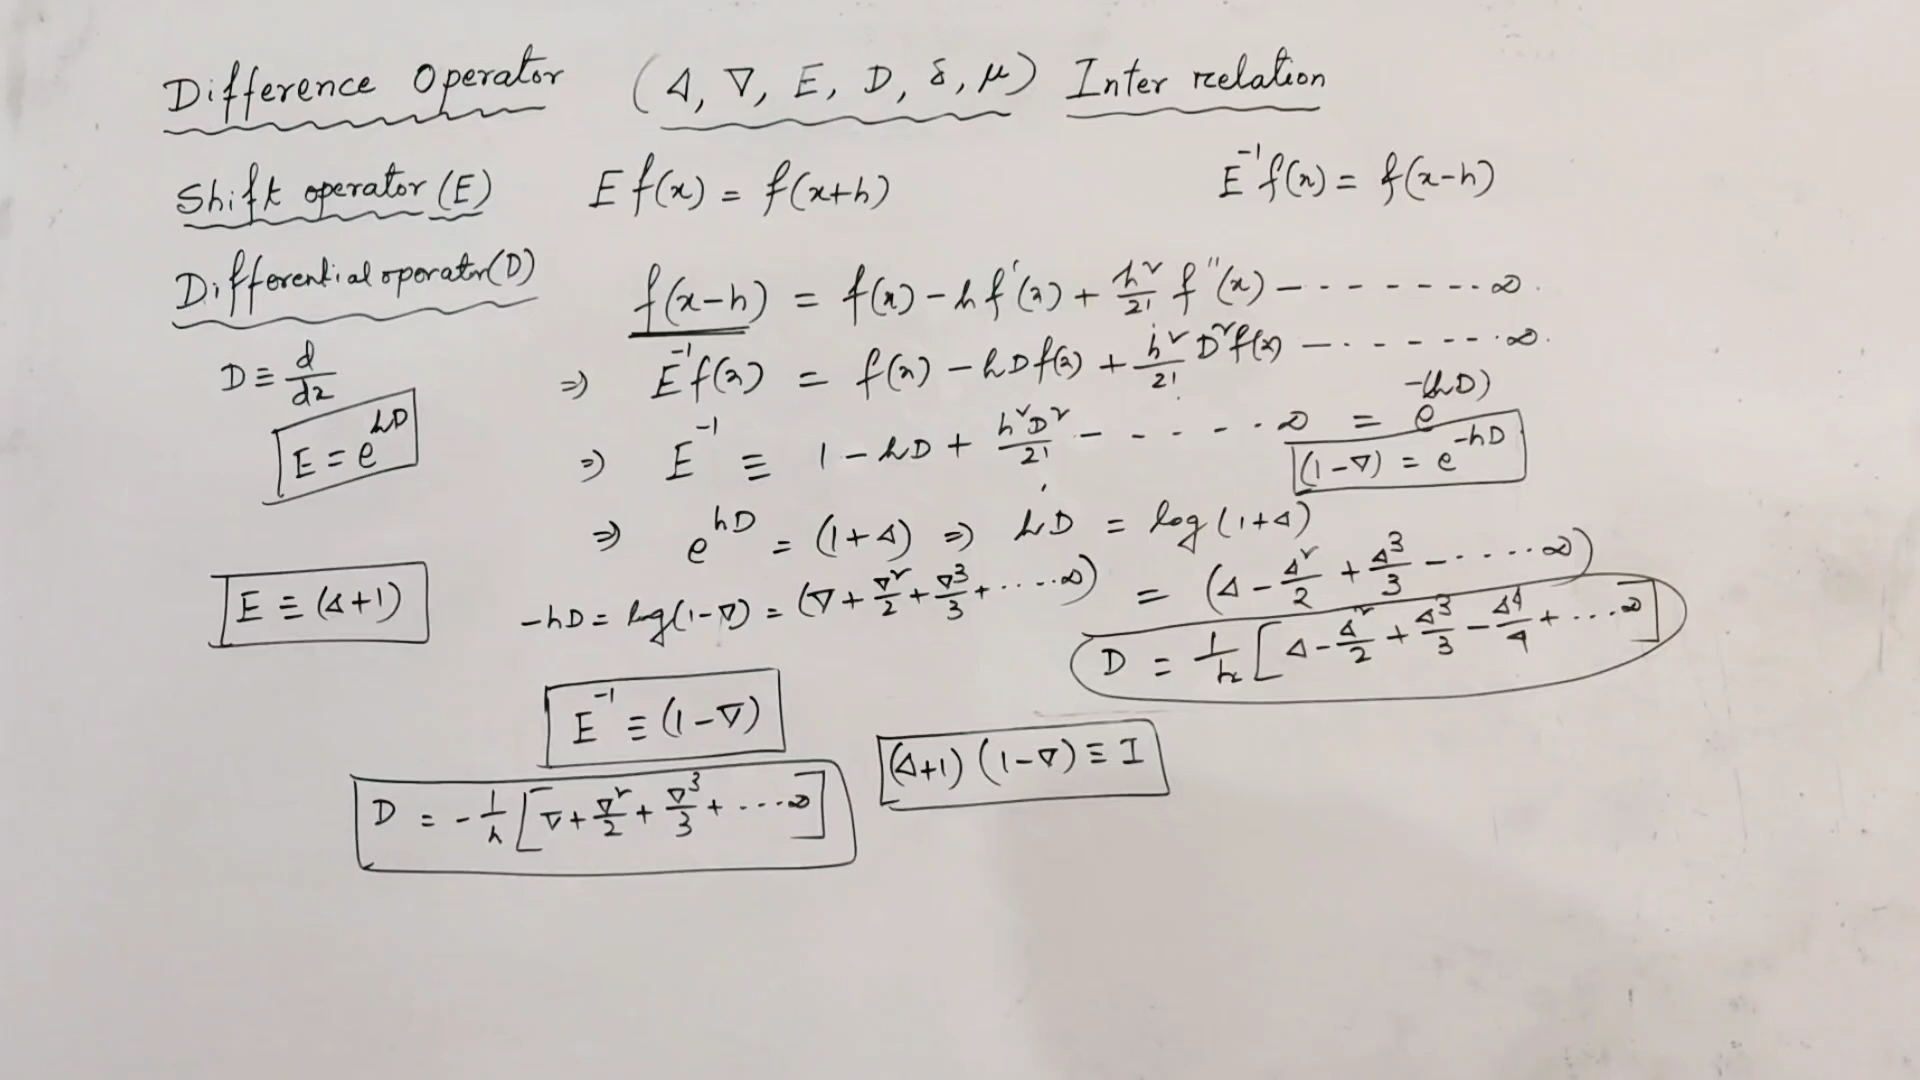 Difference Operator (Δ, ∇, E, D, δ, μ) Inter relation
Shift operator (E) E f(x) = f(x+h) E⁻¹f(x) = f(x-h)
Differential operator(D)
f(x-h) = f(x) - hf'(x) + h²/2! f''(x) - - - - - - - - ∞.
D ≡ d/dx
⇒ E⁻¹f(x) = f(x) - hDf(x) + h²/2! D²f(x) - - - - - - - ∞.
E = e^hD
⇒ E⁻¹ ≡ 1 - hD + h²D²/2! - - - - - - ∞ = e^-(hD)
(1-∇) = e^-hD
⇒ e^hD = (1+Δ) ⇒ hD = log(1+Δ)
E ≡ (Δ+1)
= (Δ - Δ²/2 + Δ³/3 - ..... ∞)
-hD = log(1-∇) = (∇ + ∇²/2 + ∇³/3 + ..... ∞)
D = 1/h [Δ - Δ²/2 + Δ³/3 - Δ⁴/4 + ... ∞]
E⁻¹ ≡ (1-∇)
(Δ+1) (1-∇) ≡ I
D = -1/h [∇ + ∇²/2 + ∇³/3 + ....∞]